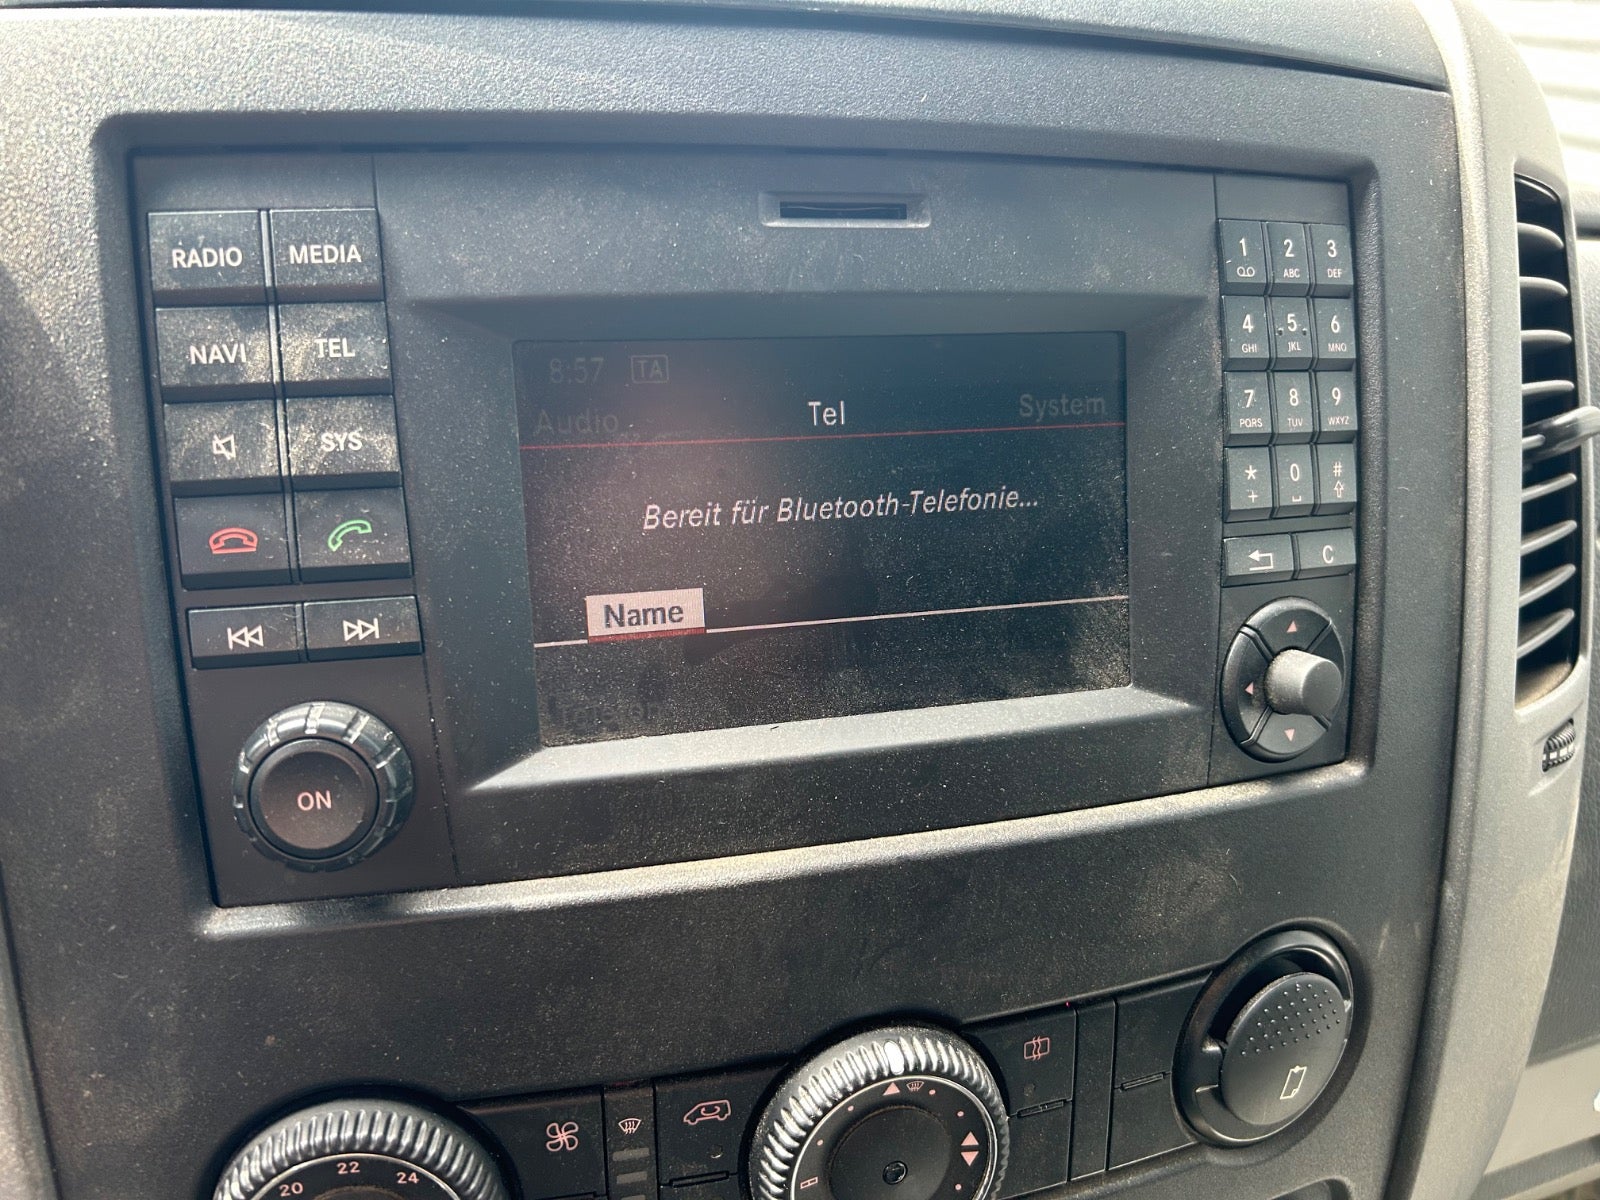 RADIO MEDIA
NAVI TEL
SYS
ON
8:57 TA
Audio Tel System
Bereit für Bluetooth-Telefonie...
Name
1 2 3
ABC DEF
4 5 6
GHI JKL MNO
7 8 9
PQRS TUV WXYZ
* 0 #
+
C
20 22 24